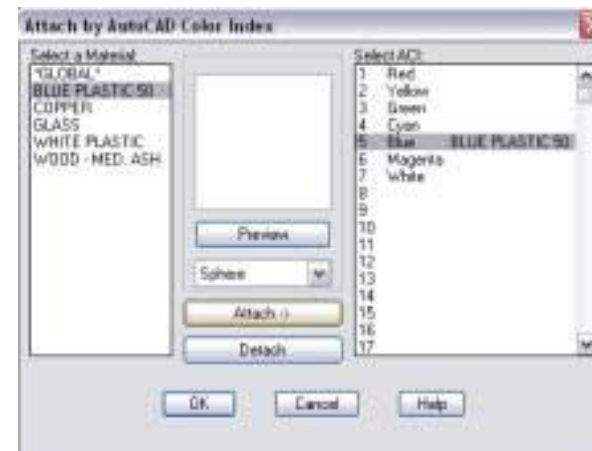 Attach by AutoCAD Color Index
Select a Material:
*GLOBAL*
BLUE PLASTIC 50
COPPER
GLASS
WHITE PLASTIC
WOOD - MED. ASH
Preview
Sphere
Attach ->
Detach
Select ACI:
1 Red
2 Yellow
3 Green
4 Cyan
5 Blue BLUE PLASTIC 50
6 Magenta
7 White
8
9
10
11
12
13
14
15
16
17
OK
Cancel
Help